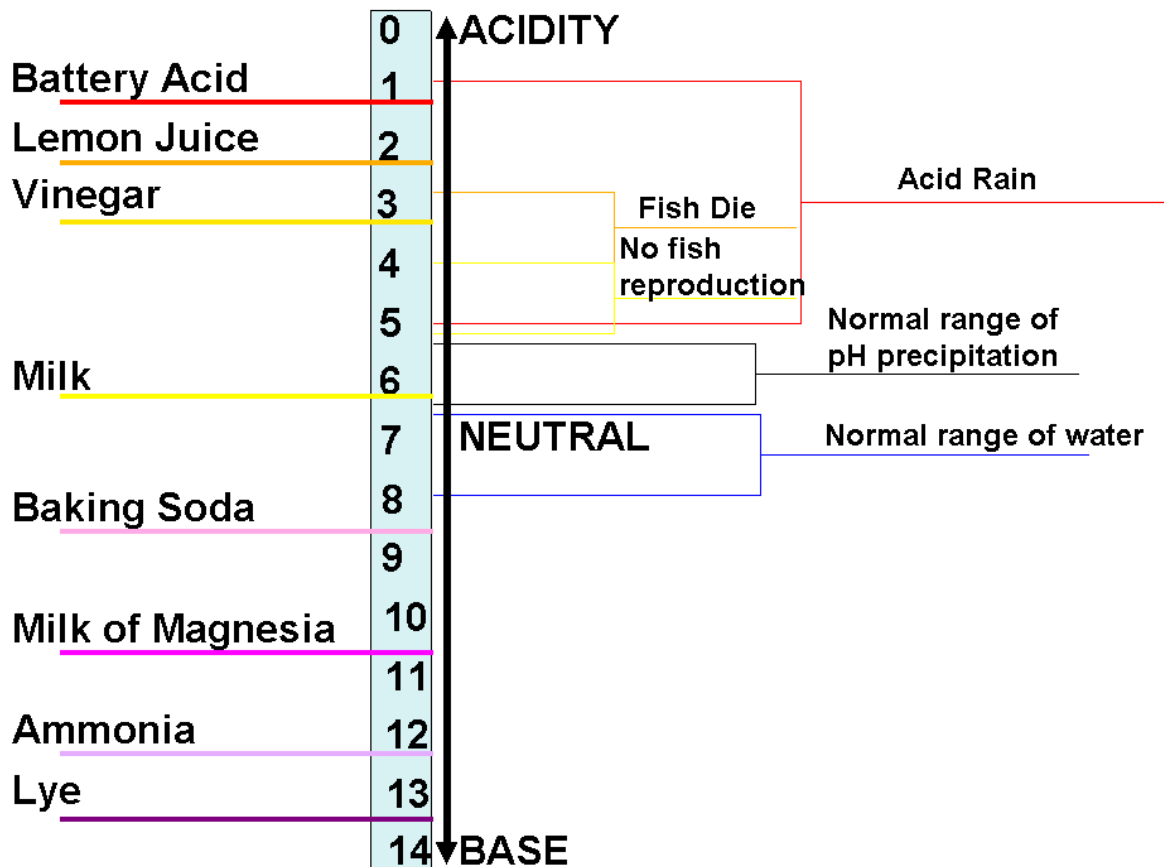 0 ACIDITY
Battery Acid 1
Lemon Juice 2
Vinegar 3
Acid Rain
Fish Die
4 No fish
reproduction
5 Normal range of
pH precipitation
Milk 6
7 NEUTRAL Normal range of water
Baking Soda 8
9
Milk of Magnesia 10
11
Ammonia 12
Lye 13
14 BASE